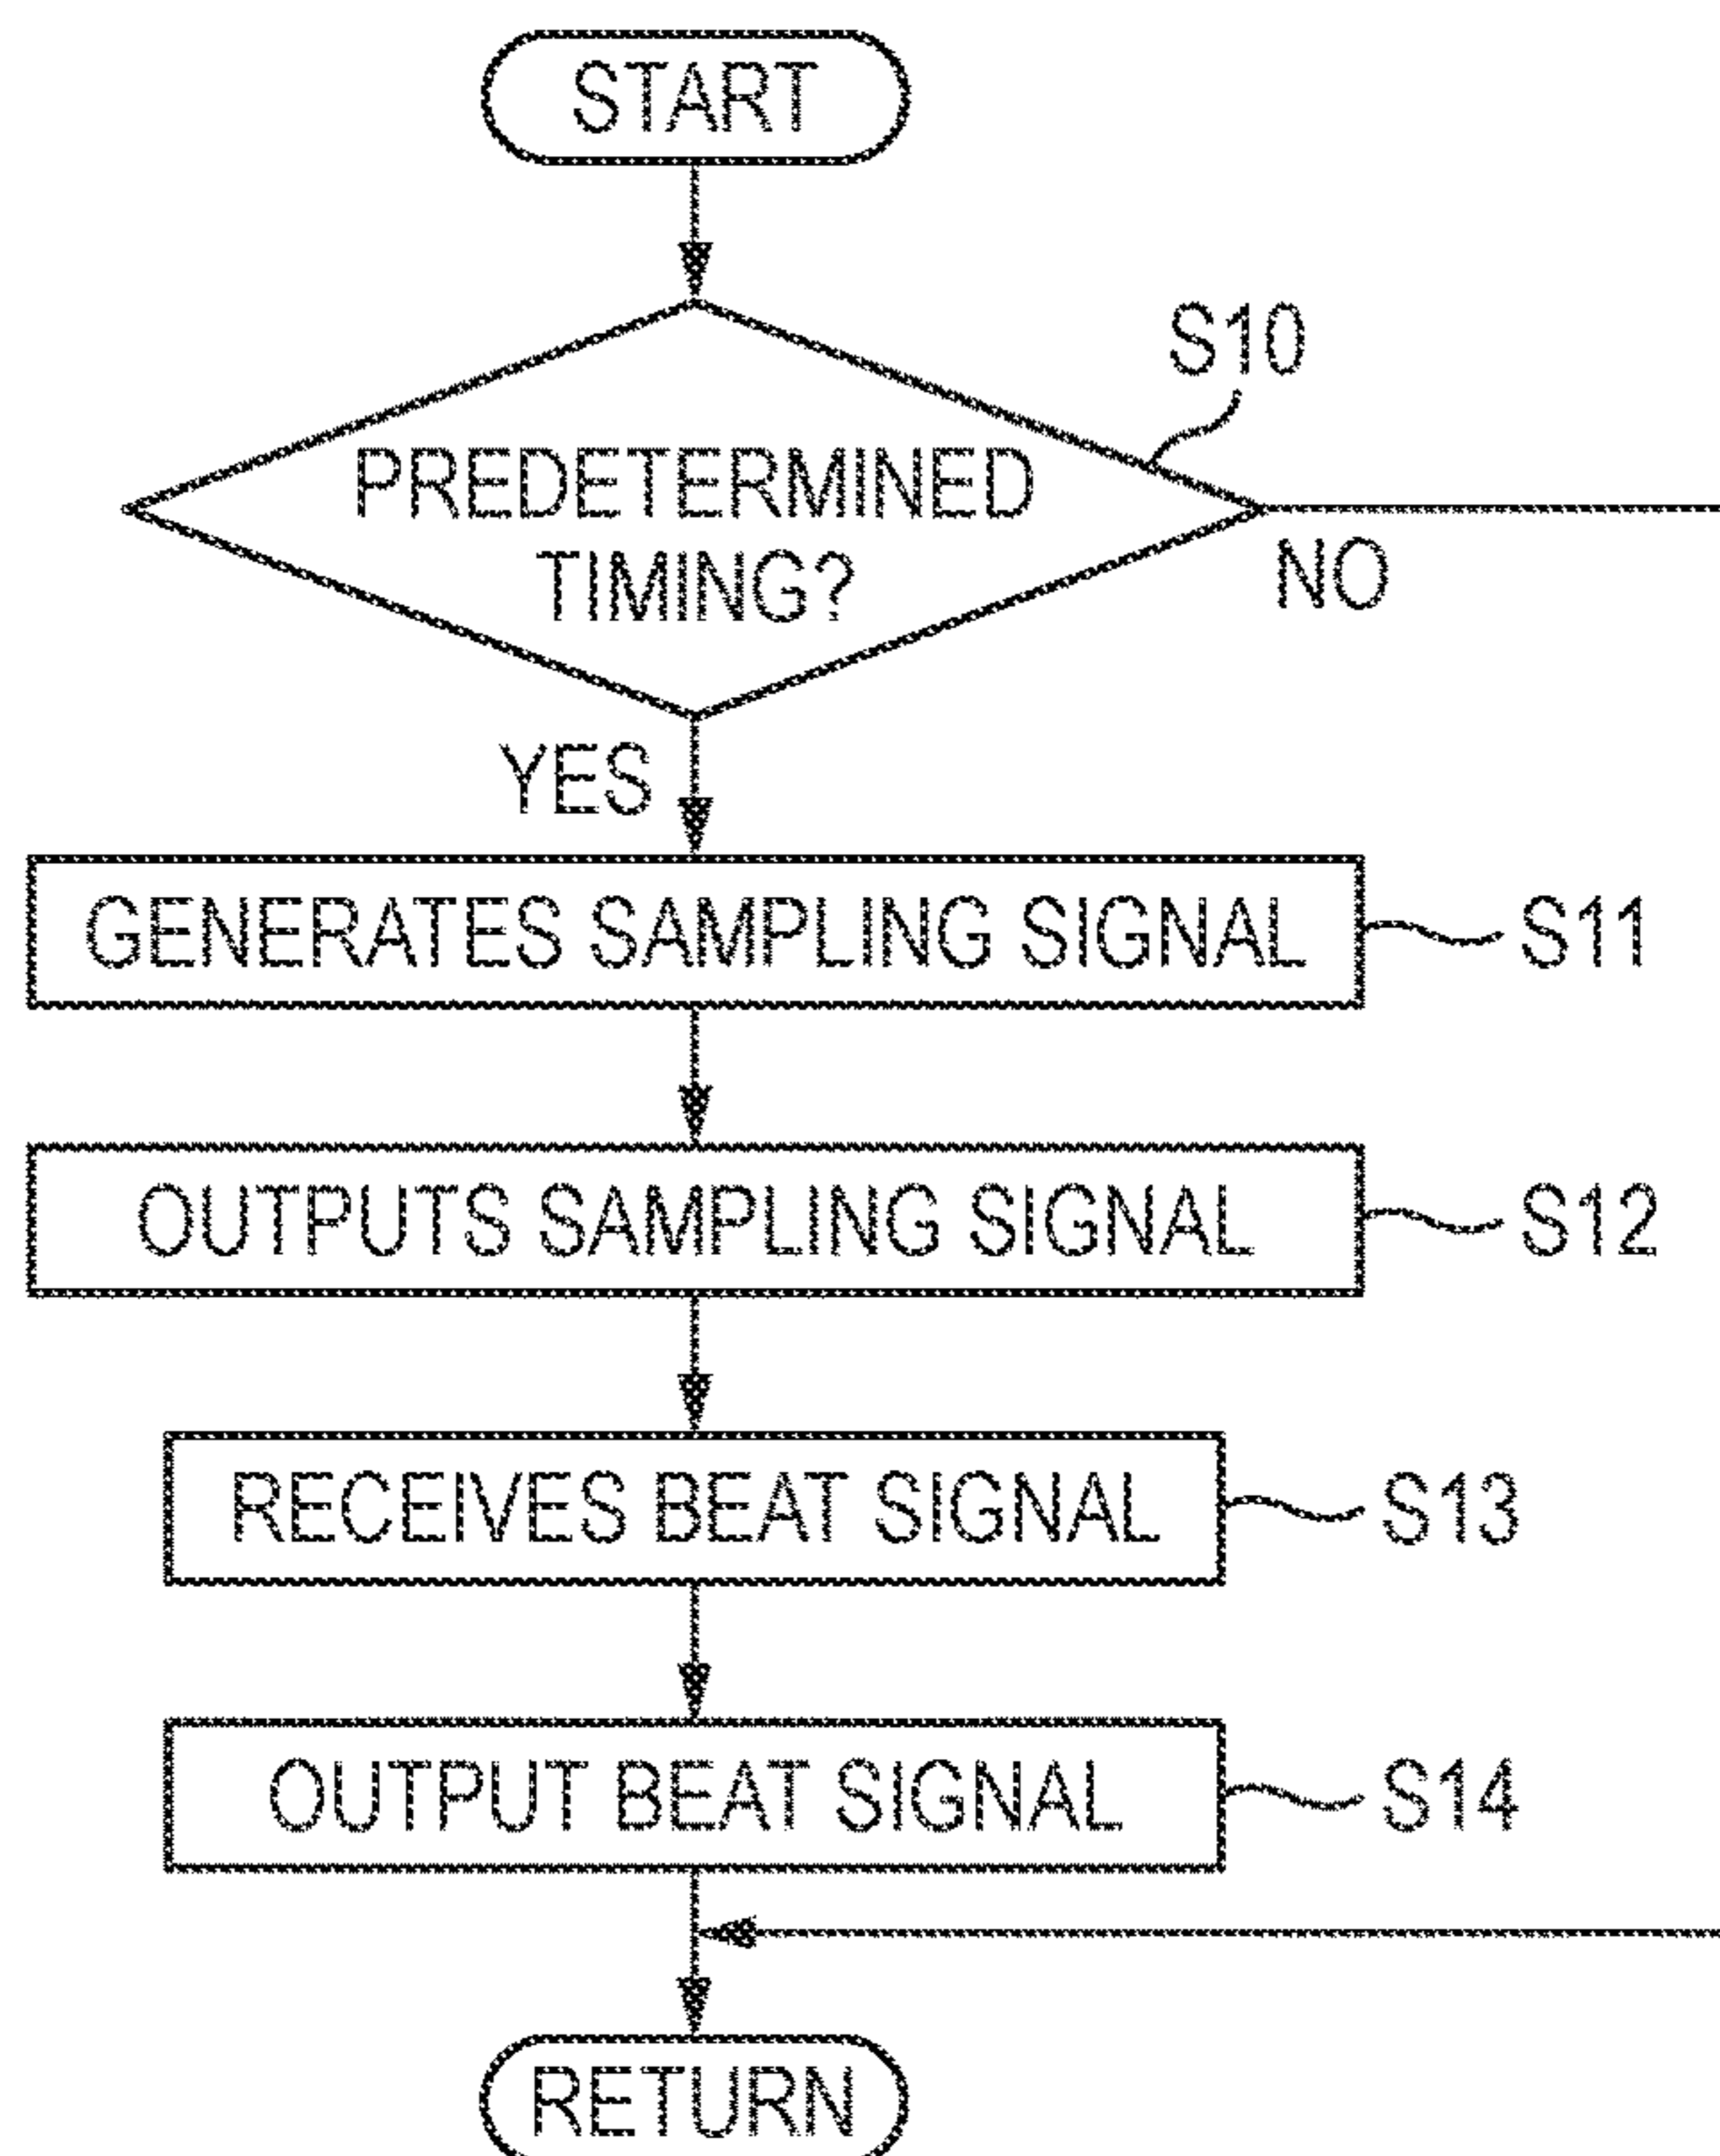 START
S10
PREDETERMINED
TIMING?
NO
YES
GENERATES SAMPLING SIGNAL
S11
OUTPUTS SAMPLING SIGNAL
S12
RECEIVES BEAT SIGNAL
S13
OUTPUT BEAT SIGNAL
S14
RETURN